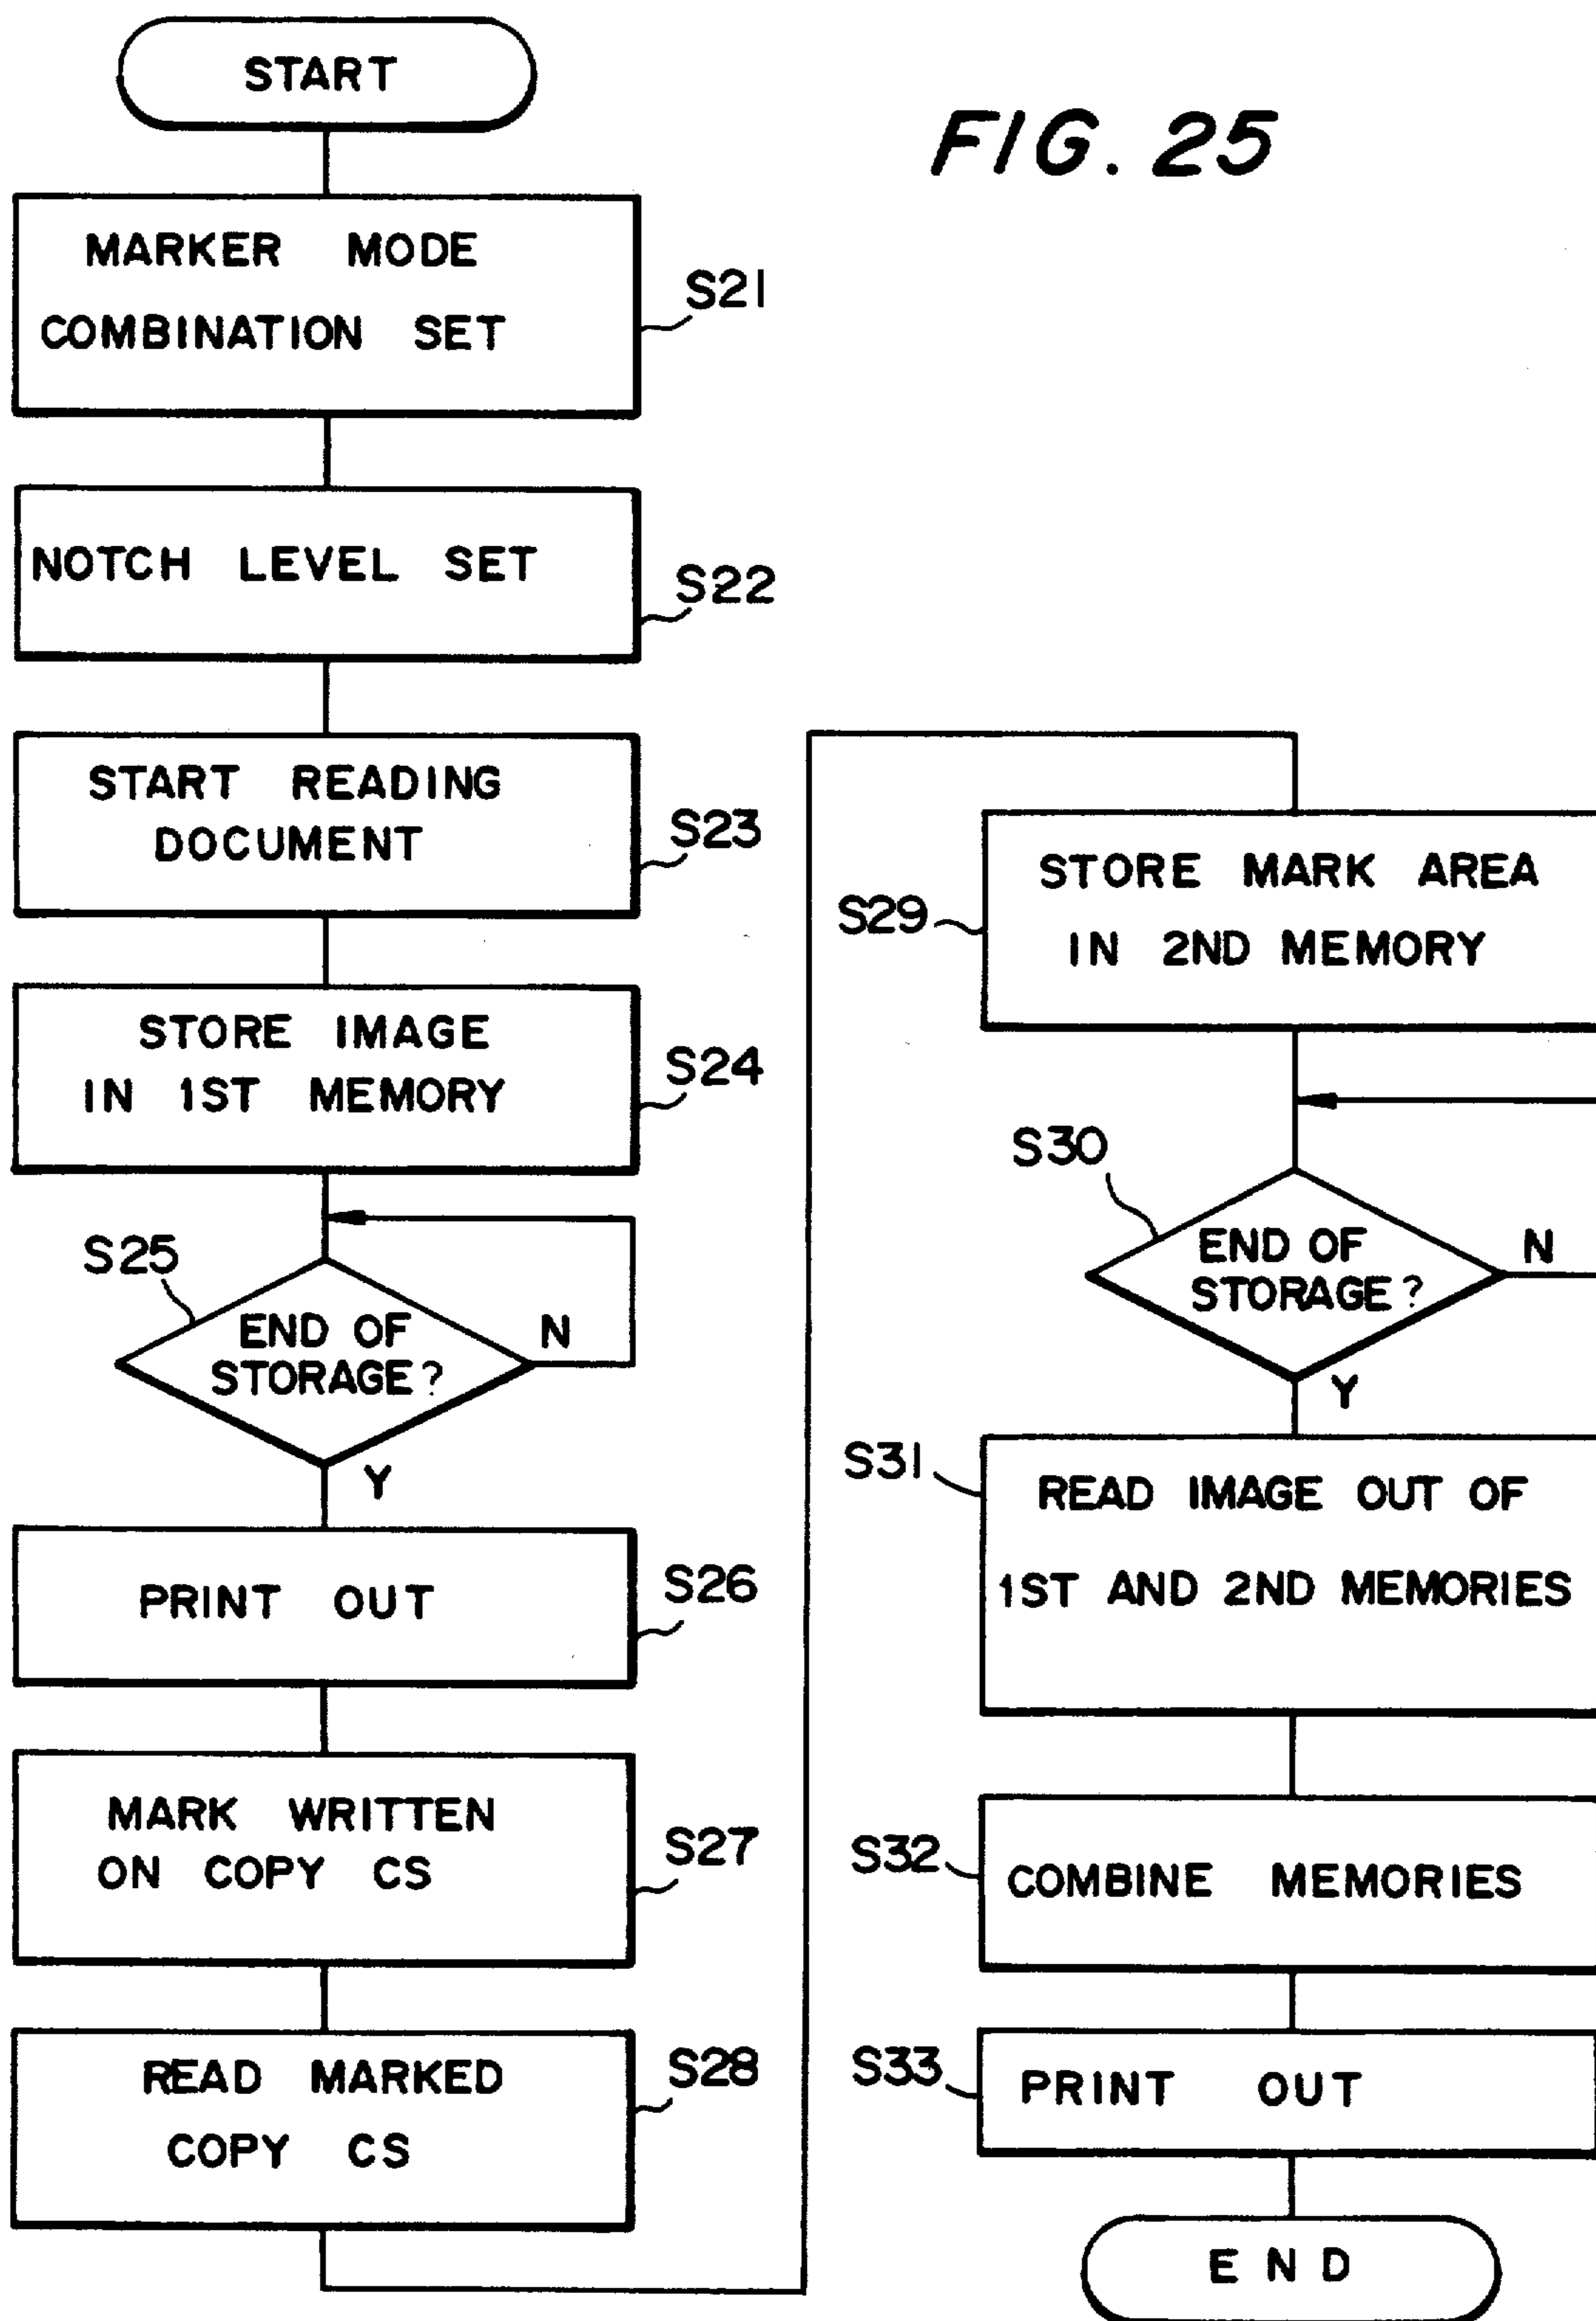 START
FIG. 25
MARKER MODE
COMBINATION SET
S21
NOTCH LEVEL SET
S22
START READING
DOCUMENT
S23
STORE IMAGE
IN 1ST MEMORY
S24
S25
END OF
STORAGE?
N
Y
PRINT OUT
S26
MARK WRITTEN
ON COPY CS
S27
READ MARKED
COPY CS
S28
STORE MARK AREA
IN 2ND MEMORY
S29
S30
END OF
STORAGE?
N
Y
S31
READ IMAGE OUT OF
1ST AND 2ND MEMORIES
S32
COMBINE MEMORIES
S33
PRINT OUT
END